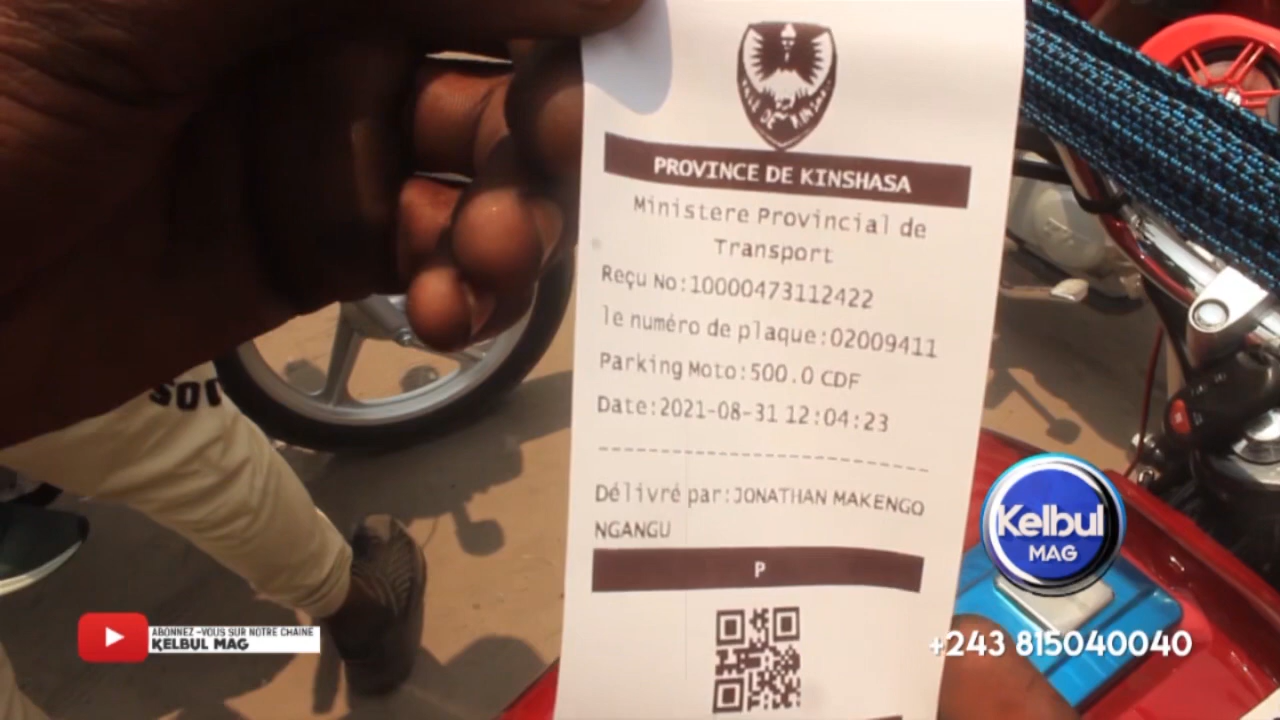 PROVINCE DE KINSHASA
Ministere Provincial de
Transport
Reçu No:10000473112422
le numéro de plaque:02009411
Parking Moto:500.0 CDF
Date:2021-08-31 12:04:23
Délivré par:JONATHAN MAKENGO
NGANGU
P
SOU
Kelbul
MAG
ABONNEZ-VOUS SUR NOTRE CHAINE
KELBUL MAG
+243 815040040